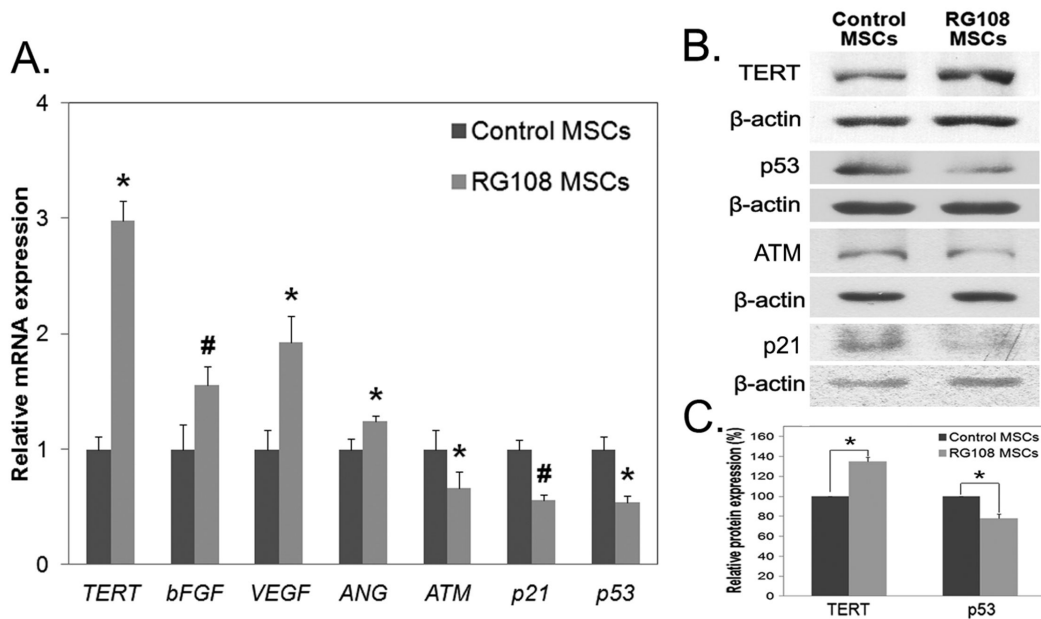 A.
Relative mRNA expression
4
3
2
1
0
Control MSCs
RG108 MSCs
*
#
*
*
*
#
*
TERT bFGF VEGF ANG ATM p21 p53
B.
Control MSCs
RG108 MSCs
TERT
β-actin
p53
β-actin
ATM
β-actin
p21
β-actin
C.
Relative protein expression (%)
160
140
120
100
80
60
40
20
0
Control MSCs
RG108 MSCs
*
*
TERT p53